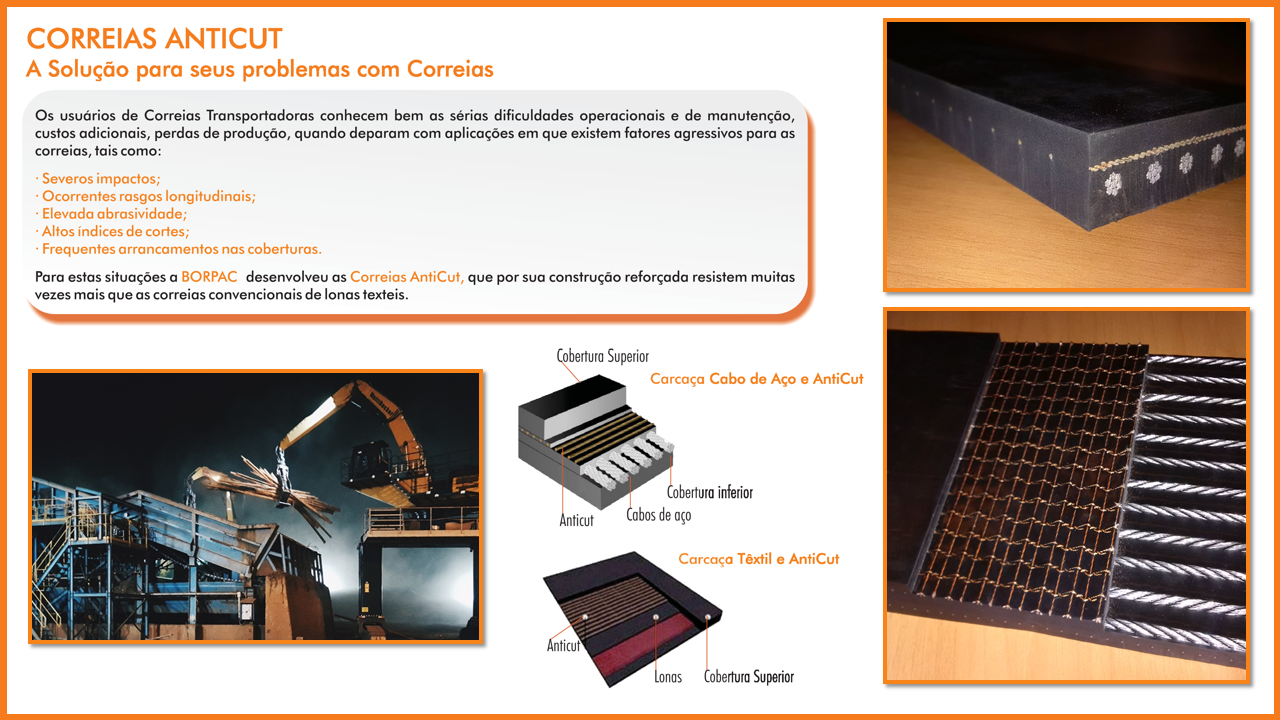 CORREIAS ANTICUT
A Solução para seus problemas com Correias
Os usuários de Correias Transportadoras conhecem bem as sérias dificuldades operacionais e de manutenção,
custos adicionais, perdas de produção, quando deparam com aplicações em que existem fatores agressivos para as
correias, tais como:
· Severos impactos;
· Ocorrentes rasgos longitudinais;
· Elevada abrasividade;
· Altos índices de cortes;
· Frequentes arrancamentos nas coberturas.
Para estas situações a BORPAC desenvolveu as Correias AntiCut, que por sua construção reforçada resistem muitas
vezes mais que as correias convencionais de lonas texteis.
Cobertura Superior
Carcaça Cabo de Aço e AntiCut
Cobertura inferior
Cabos de aço
Anticut
Carcaça Têxtil e AntiCut
Anticut
Lonas
Cobertura Superior